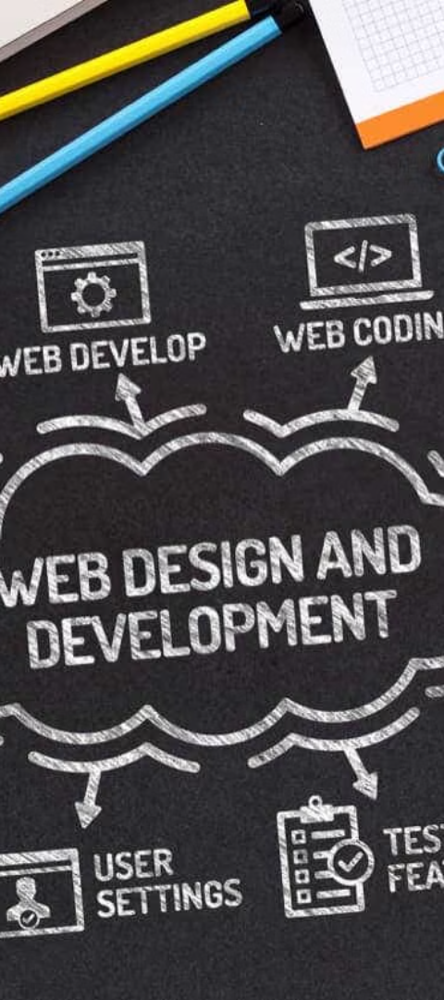 WEB DEVELOP
</>
WEB CODIN
WEB DESIGN AND
DEVELOPMENT
USER
SETTINGS
TEST
FEA